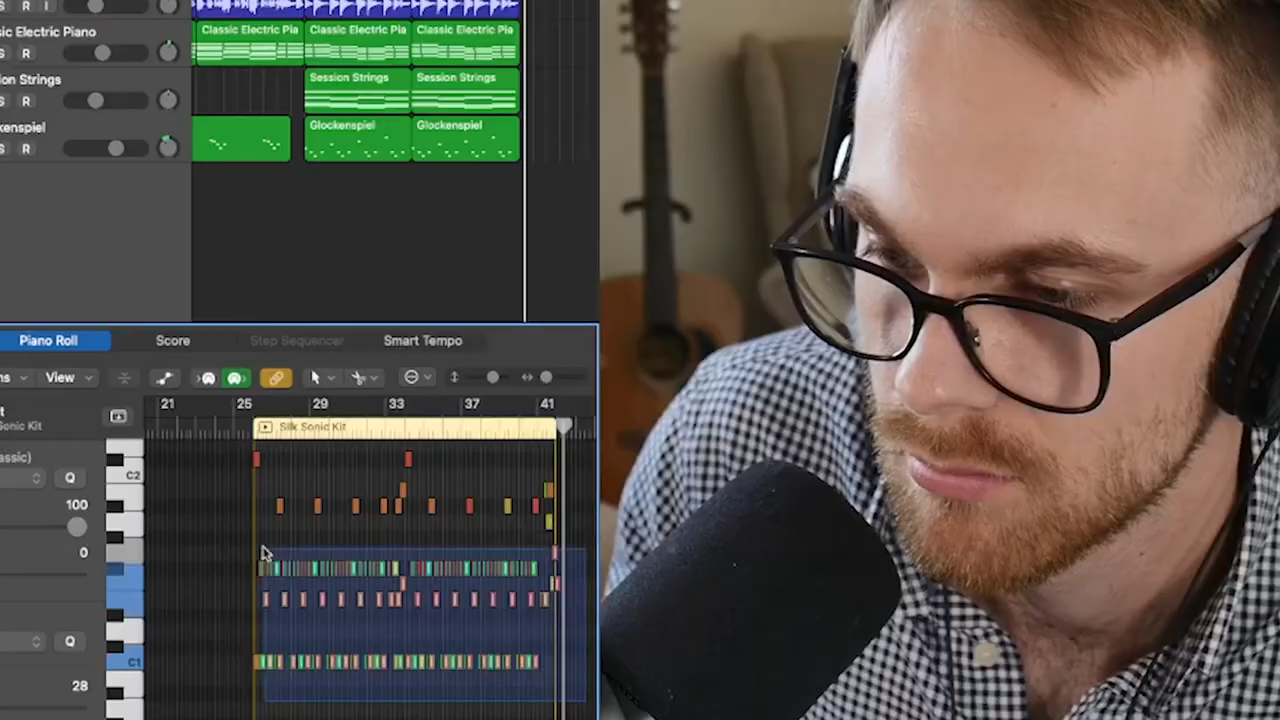 R I
sic Electric Piano
Classic Electric Pia Classic Electric Pia Classic Electric Pia
S R
ion Strings
Session Strings Session Strings
S R
kenspiel
Glockenspiel Glockenspiel
S R
Piano Roll Score Step Sequencer Smart Tempo
ns View
21 25 29 33 37 41
t
Sonic Kit
Silk Sonic Kit
assic)
Q
C2
100
0
Q
C1
28